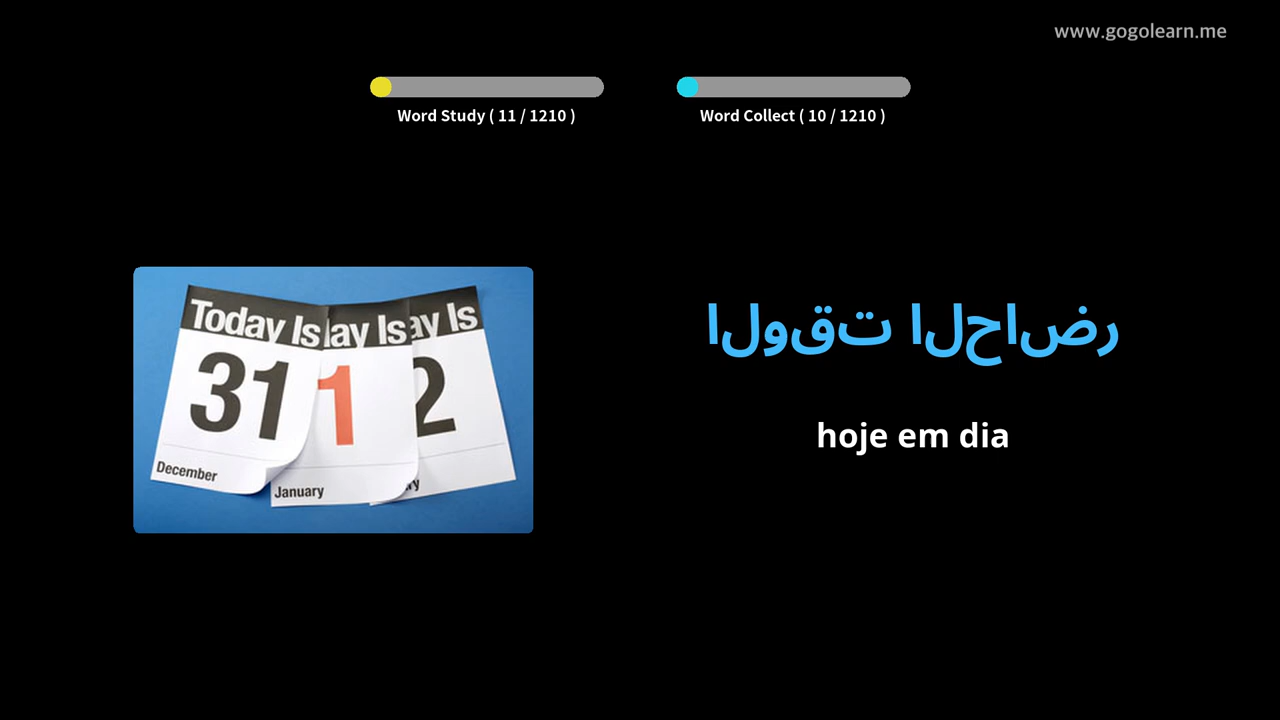 www.gogolearn.me
Word Study ( 11 / 1210 )
Word Collect ( 10 / 1210 )
Today Is
ay Is
ay Is
31
1
2
December
January
ry
الوقت الحاضر
hoje em dia